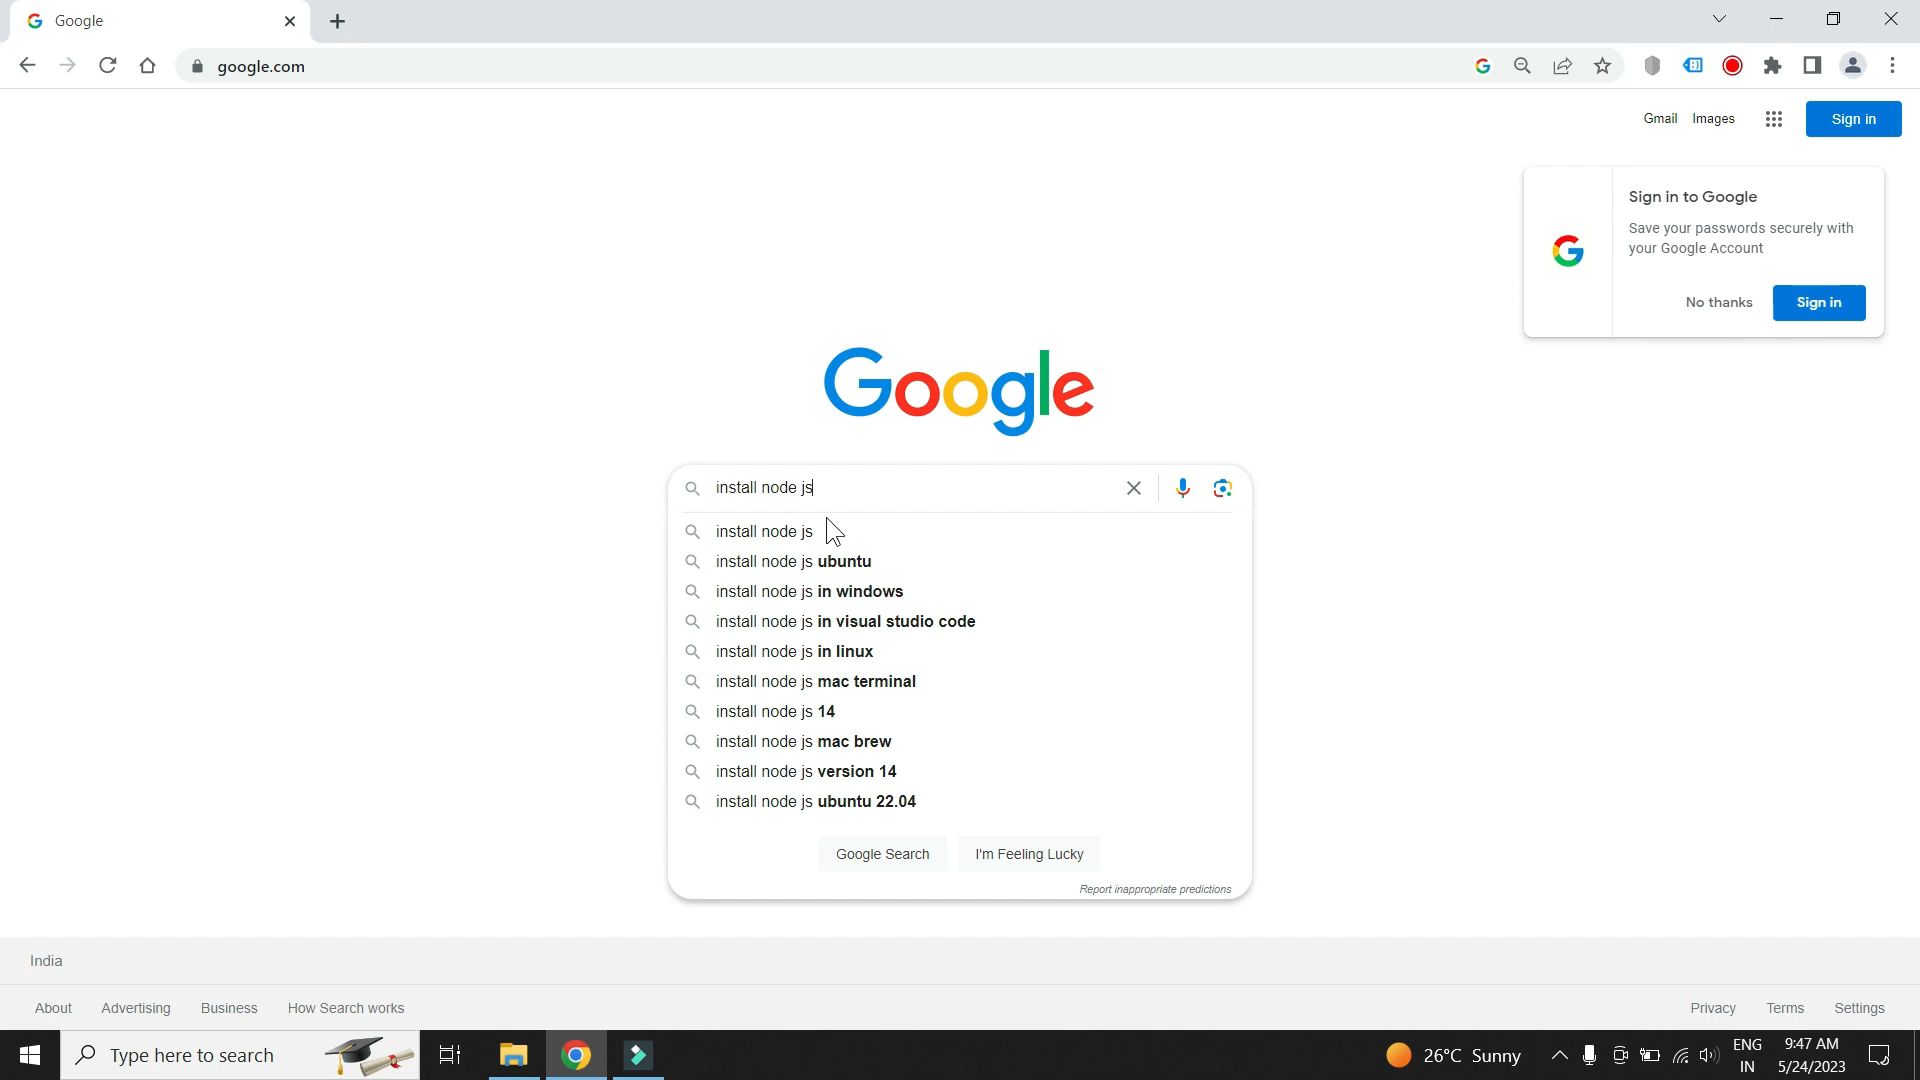 Google
google.com
Gmail Images
Sign in
Sign in to Google
Save your passwords securely with
your Google Account
No thanks
Sign in
Google
install node js
install node js
install node js ubuntu
install node js in windows
install node js in visual studio code
install node js in linux
install node js mac terminal
install node js 14
install node js mac brew
install node js version 14
install node js ubuntu 22.04
Google Search I'm Feeling Lucky
Report inappropriate predictions
India
About Advertising Business How Search works
Privacy Terms Settings
Type here to search
26°C Sunny
ENG
IN
9:47 AM
5/24/2023